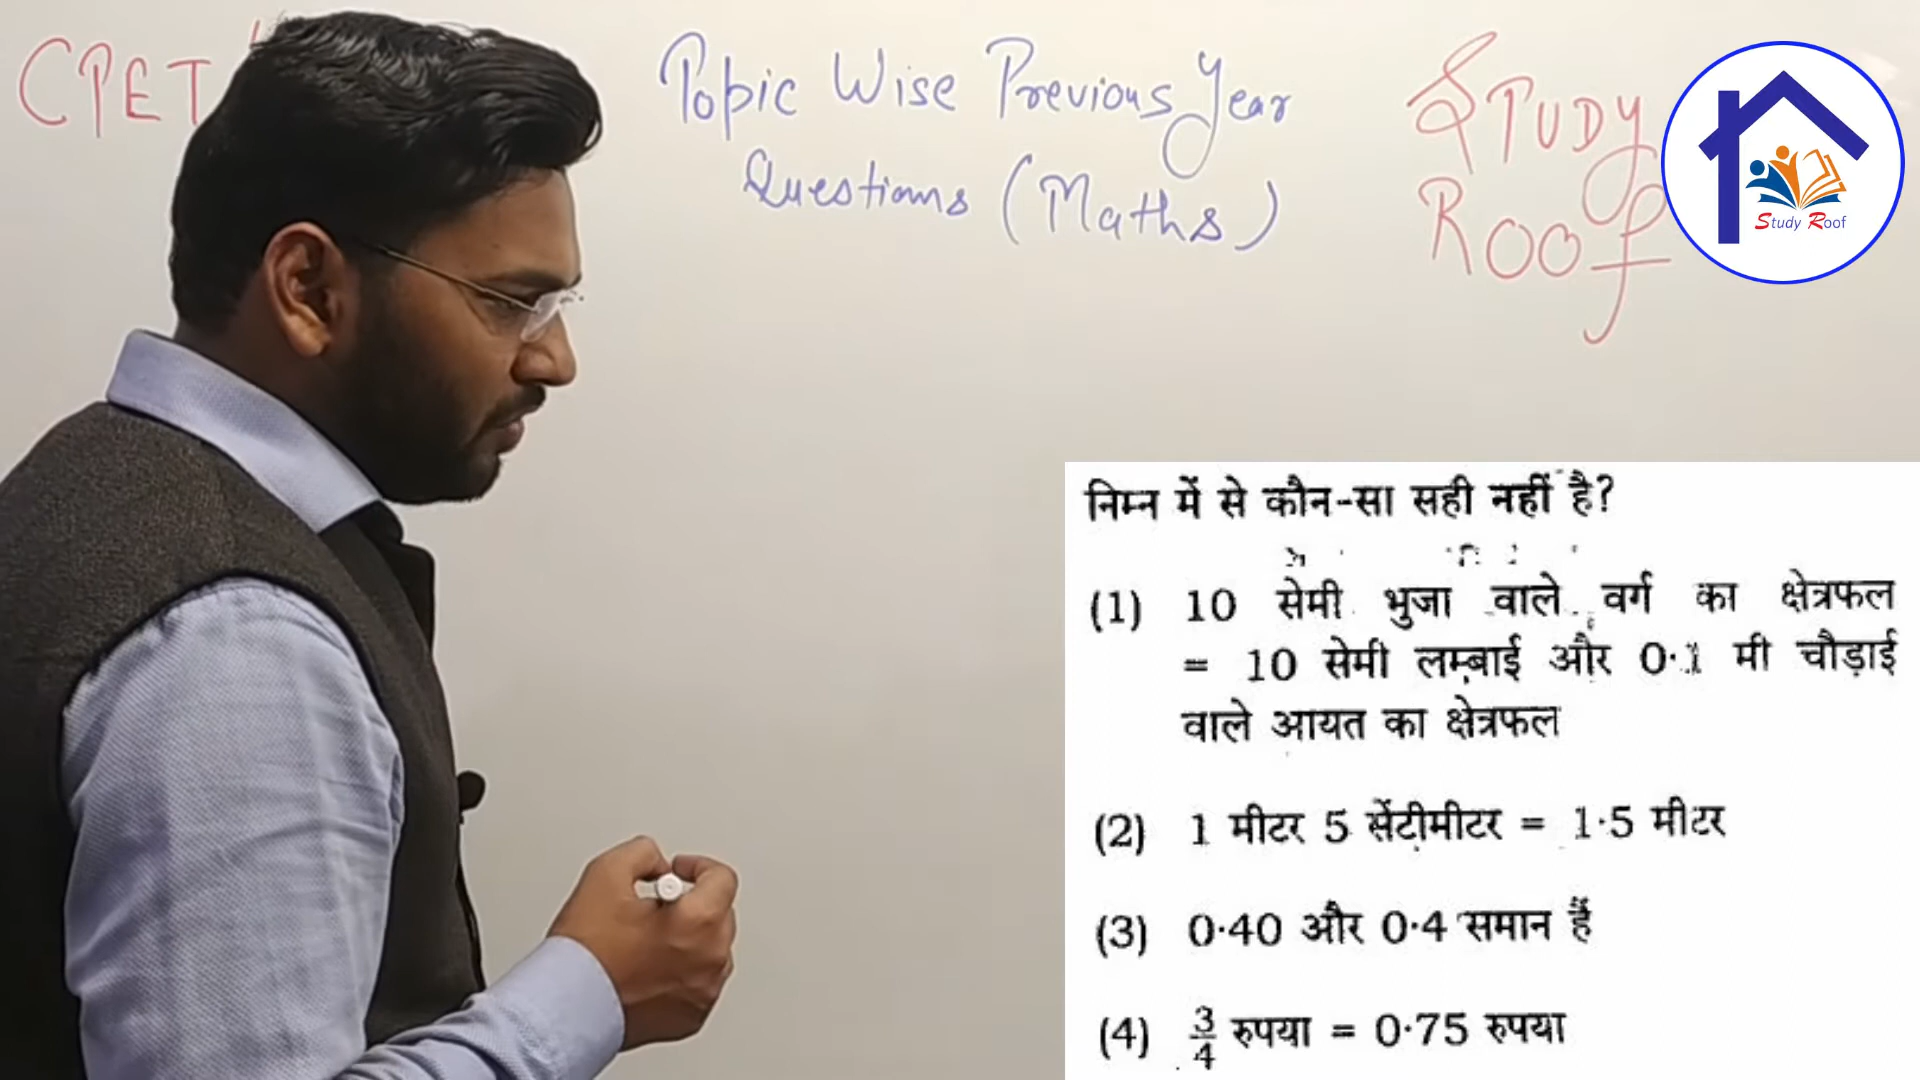 CPET
Topic Wise Previous Year
Questions (Maths)
STUDY
ROOF
Study Roof
निम्न में से कौन-सा सही नहीं है?
(1) 10 सेमी भुजा वाले वर्ग का क्षेत्रफल
= 10 सेमी लम्बाई और 0·1 मी चौड़ाई
वाले आयत का क्षेत्रफल
(2) 1 मीटर 5 सेंटीमीटर = 1·5 मीटर
(3) 0·40 और 0·4 समान हैं
(4) 3/4 रुपया = 0·75 रुपया